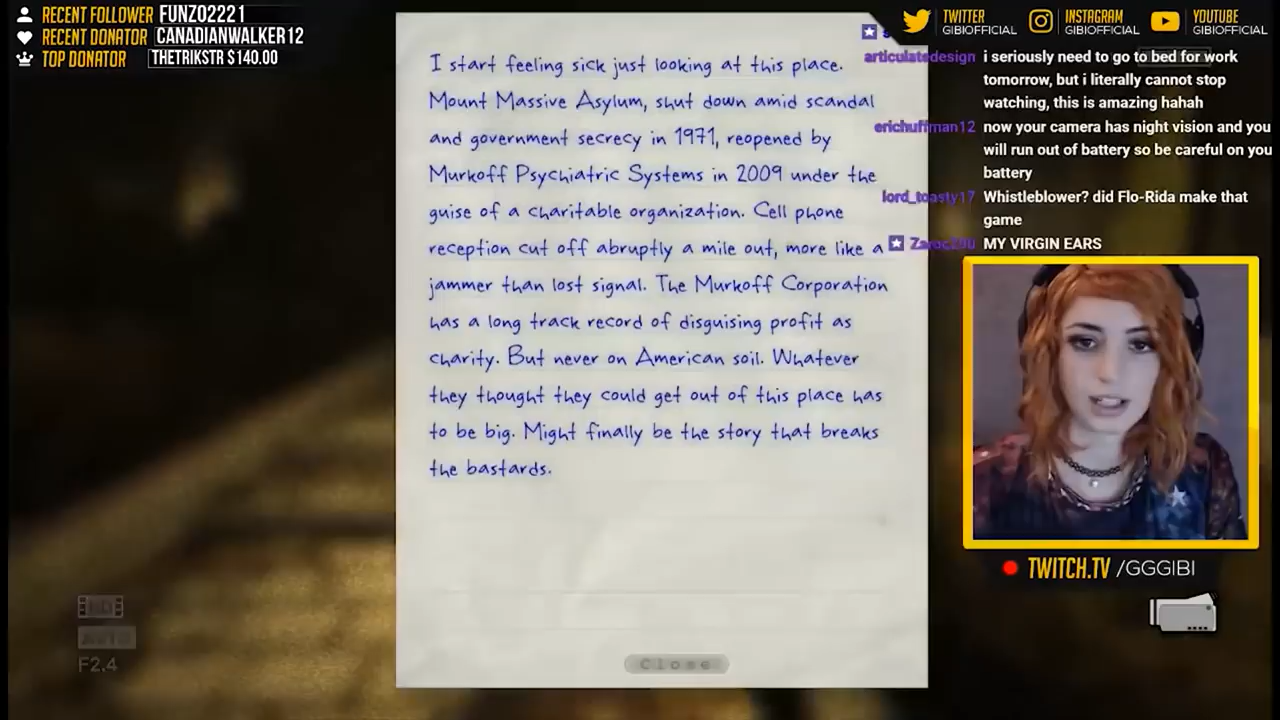 RECENT FOLLOWER FUNZO2221
RECENT DONATOR CANADIANWALKER12
TOP DONATOR THETRIKSTR $140.00
TWITTER
GIBIOFFICIAL
INSTAGRAM
GIBIOFFICIAL
YOUTUBE
GIBIOFFICIAL
I start feeling sick just looking at this place.
Mount Massive Asylum, shut down amid scandal
and government secrecy in 1971, reopened by
Murkoff Psychiatric Systems in 2009 under the
guise of a charitable organization. Cell phone
reception cut off abruptly a mile out, more like a
jammer than lost signal. The Murkoff Corporation
has a long track record of disguising profit as
charity. But never on American soil. Whatever
they thought they could get out of this place has
to be big. Might finally be the story that breaks
the bastards.
Close
articulatedesign i seriously need to go to bed for work
tomorrow, but i literally cannot stop
watching, this is amazing hahah
erichuffman12 now your camera has night vision and you
will run out of battery so be careful on you
battery
lord_toasty17 Whistleblower? did Flo-Rida make that
game
MY VIRGIN EARS
TWITCH.TV/GGGIBI
HD
AUTO
F2.4